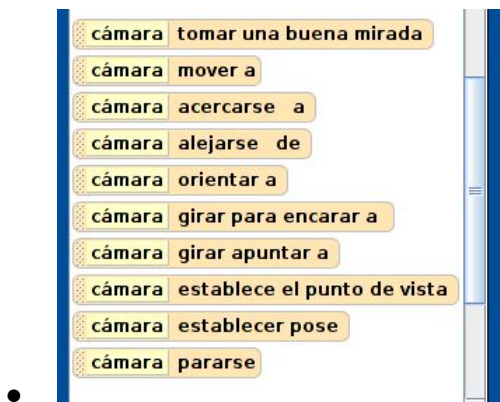 cámara tomar una buena mirada
cámara mover a
cámara acercarse a
cámara alejarse de
cámara orientar a
cámara girar para encarar a
cámara girar apuntar a
cámara establece el punto de vista
cámara establecer pose
cámara pararse